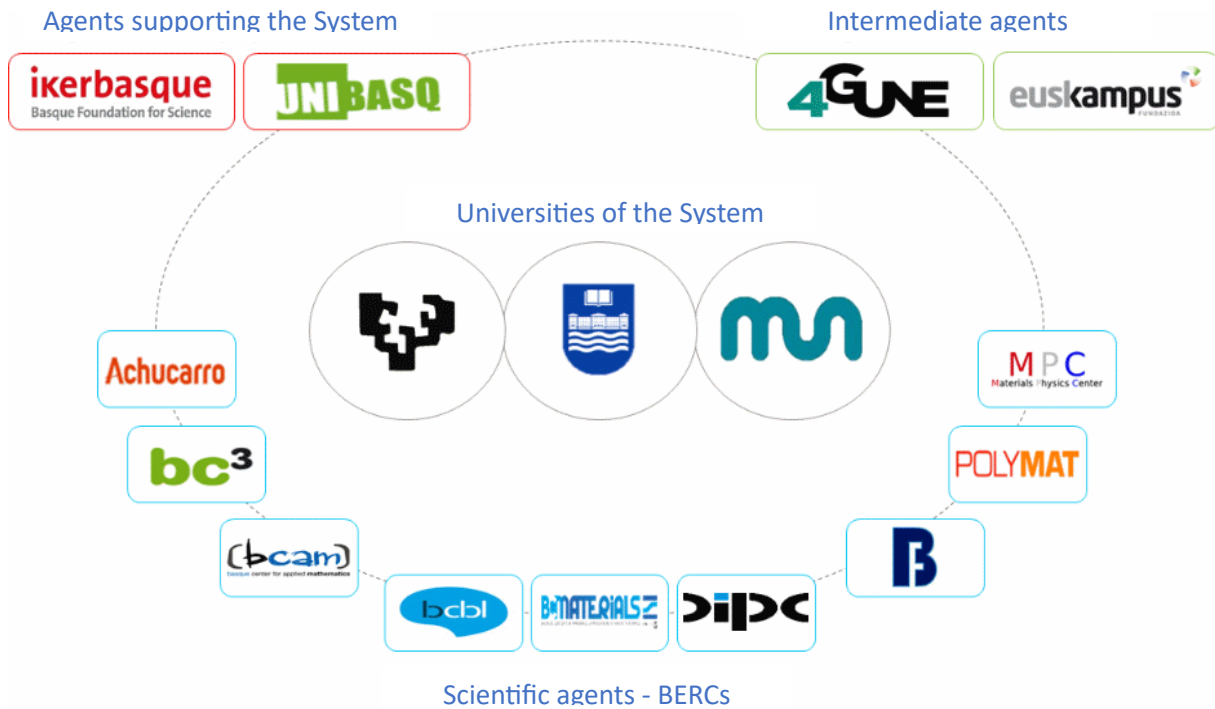 Agents supporting the System
Intermediate agents
ikerbasque
Basque Foundation for Science
UNIBASQ
4GUNE
euskampus
FUNDAZIOA
Universities of the System
Achucarro
bc³
(bcam)
basque center for applied mathematics
bcbl
BCMATERIALS
dipc
B
POLYMAT
MPC
Materials Physics Center
Scientific agents - BERCs